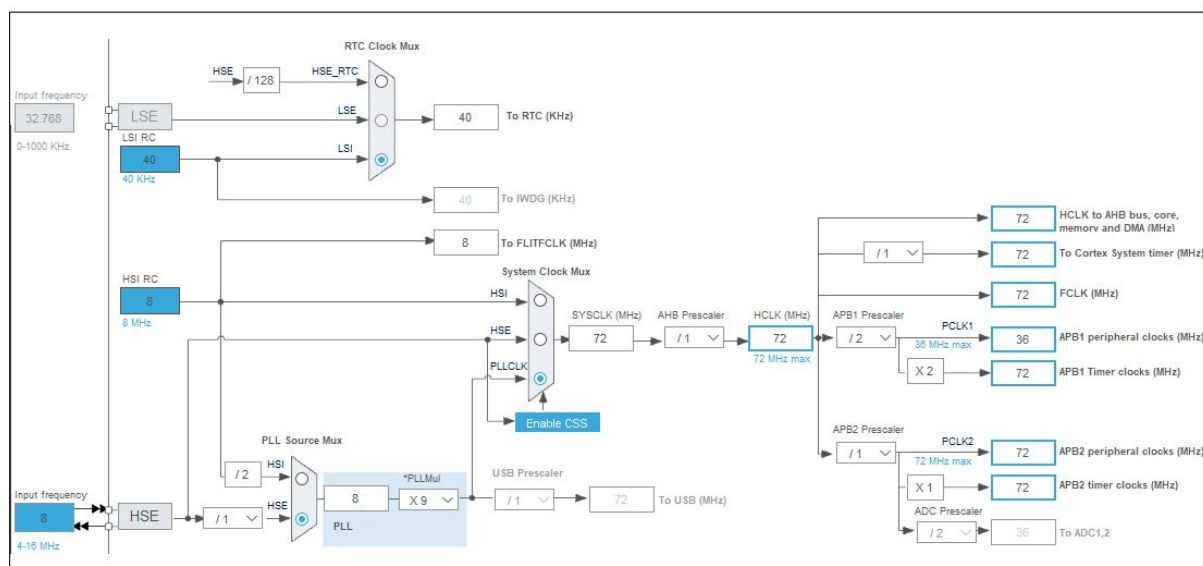 RTC Clock Mux
HSE
/ 128
HSE_RTC
Input frequency
32.768
0-1000 KHz
LSE
LSE
40
To RTC (KHz)
LSI RC
40
40 KHz
LSI
40
To IWDG (KHz)
8
To FLITFCLK (MHz)
System Clock Mux
HSI RC
8
8 MHz
HSI
HSE
PLLCLK
SYSCLK (MHz)
72
AHB Prescaler
/ 1
HCLK (MHz)
72
72 MHz max
Enable CSS
72
HCLK to AHB bus, core,
memory and DMA (MHz)
/ 1
72
To Cortex System timer (MHz)
72
FCLK (MHz)
APB1 Prescaler
/ 2
PCLK1
36 MHz max
36
APB1 peripheral clocks (MHz)
X 2
72
APB1 Timer clocks (MHz)
APB2 Prescaler
/ 1
PCLK2
72 MHz max
72
APB2 peripheral clocks (MHz)
X 1
72
APB2 timer clocks (MHz)
ADC Prescaler
/ 2
36
To ADC1,2
PLL Source Mux
/ 2
HSI
Input frequency
8
4-16 MHz
HSE
/ 1
HSE
8
*PLLMul
X 9
PLL
USB Prescaler
/ 1
72
To USB (MHz)